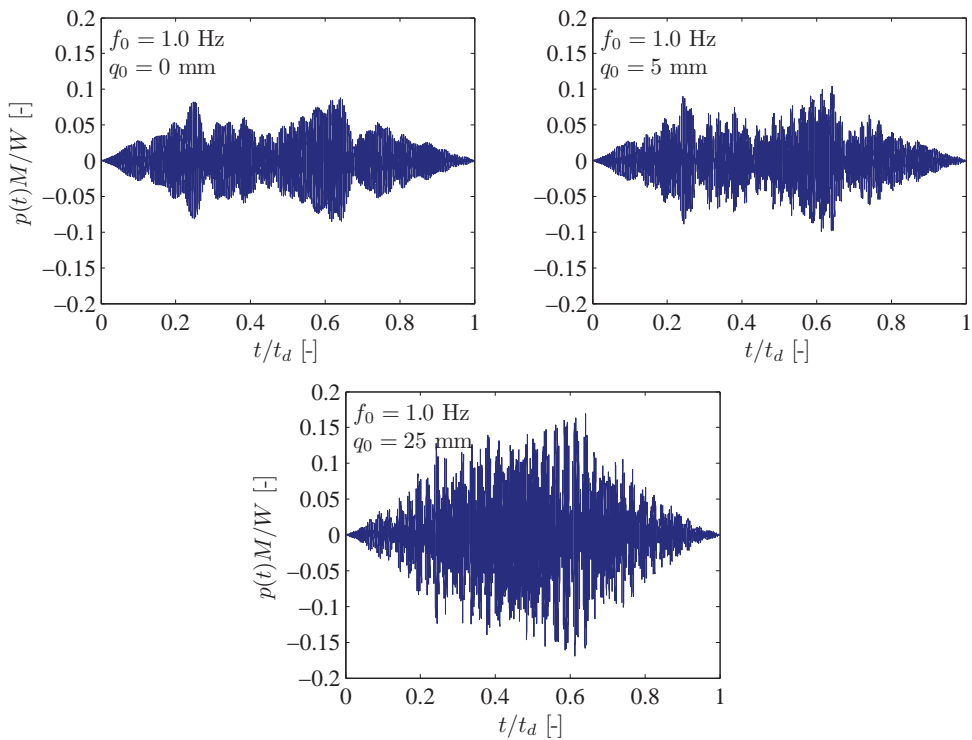 f₀ = 1.0 Hz
q₀ = 0 mm
0.2
0.15
0.1
0.05
0
−0.05
−0.1
−0.15
−0.2
p(t)M/W [-]
0 0.2 0.4 0.6 0.8 1
t/t_d [-]
f₀ = 1.0 Hz
q₀ = 5 mm
0.2
0.15
0.1
0.05
0
−0.05
−0.1
−0.15
−0.2
0 0.2 0.4 0.6 0.8 1
t/t_d [-]
f₀ = 1.0 Hz
q₀ = 25 mm
0.2
0.15
0.1
0.05
0
−0.05
−0.1
−0.15
−0.2
p(t)M/W [-]
0 0.2 0.4 0.6 0.8 1
t/t_d [-]